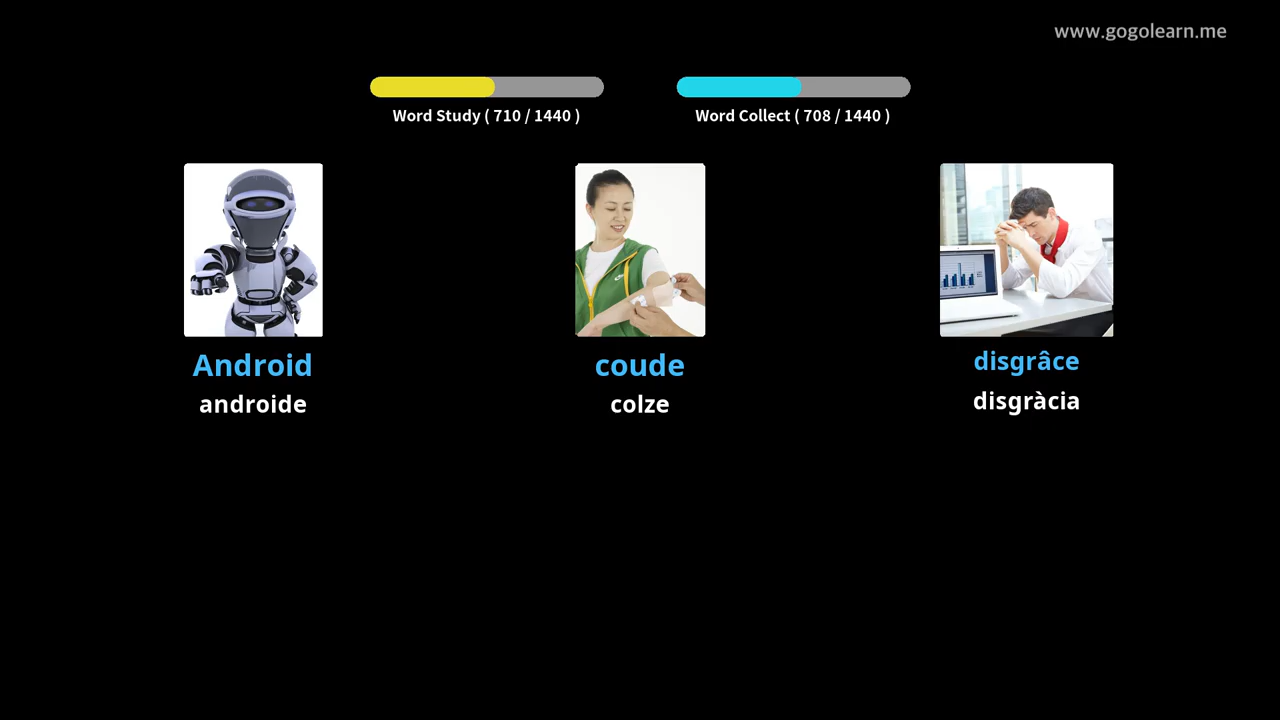 www.gogolearn.me
Word Study ( 710 / 1440 )
Word Collect ( 708 / 1440 )
Android
androide
coude
colze
disgrâce
disgràcia